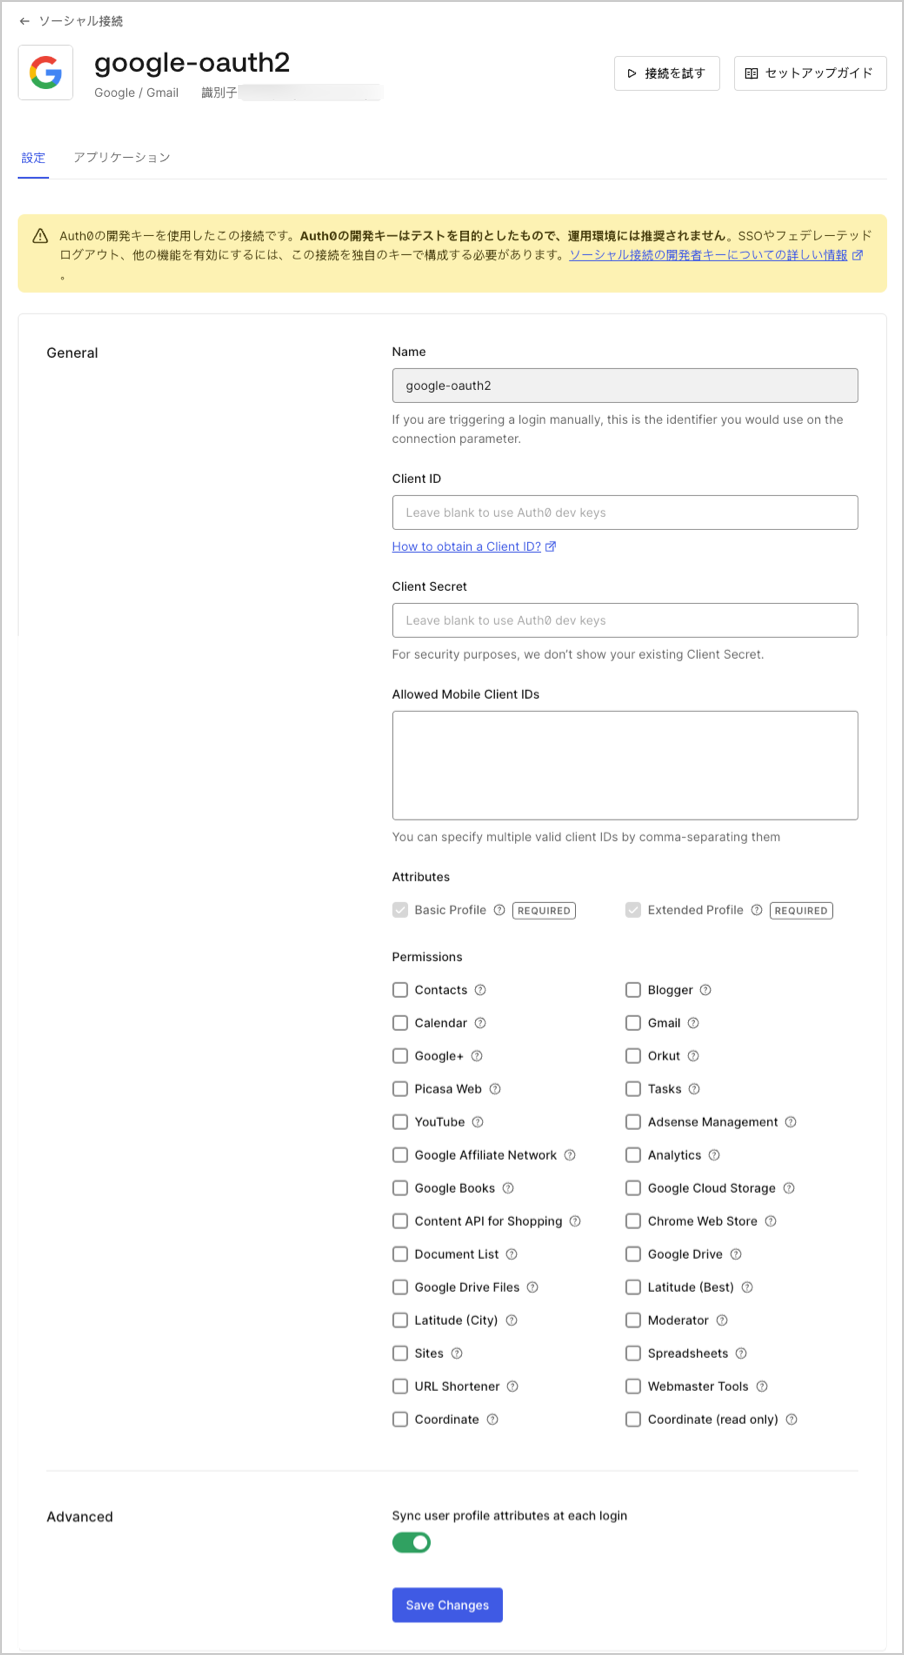 ← ソーシャル接続
google-oauth2
Google / Gmail 識別子
接続を試す
セットアップガイド
設定 アプリケーション
Auth0の開発キーを使用したこの接続です。Auth0の開発キーはテストを目的としたもので、運用環境には推奨されません。SSOやフェデレーテッド
ログアウト、他の機能を有効にするには、この接続を独自のキーで構成する必要があります。ソーシャル接続の開発者キーについての詳しい情報
。
General
Name
google-oauth2
If you are triggering a login manually, this is the identifier you would use on the
connection parameter.
Client ID
Leave blank to use Auth0 dev keys
How to obtain a Client ID?
Client Secret
Leave blank to use Auth0 dev keys
For security purposes, we don't show your existing Client Secret.
Allowed Mobile Client IDs
You can specify multiple valid client IDs by comma-separating them
Attributes
Basic Profile REQUIRED Extended Profile REQUIRED
Permissions
Contacts Blogger
Calendar Gmail
Google+ Orkut
Picasa Web Tasks
YouTube Adsense Management
Google Affiliate Network Analytics
Google Books Google Cloud Storage
Content API for Shopping Chrome Web Store
Document List Google Drive
Google Drive Files Latitude (Best)
Latitude (City) Moderator
Sites Spreadsheets
URL Shortener Webmaster Tools
Coordinate Coordinate (read only)
Advanced
Sync user profile attributes at each login
Save Changes